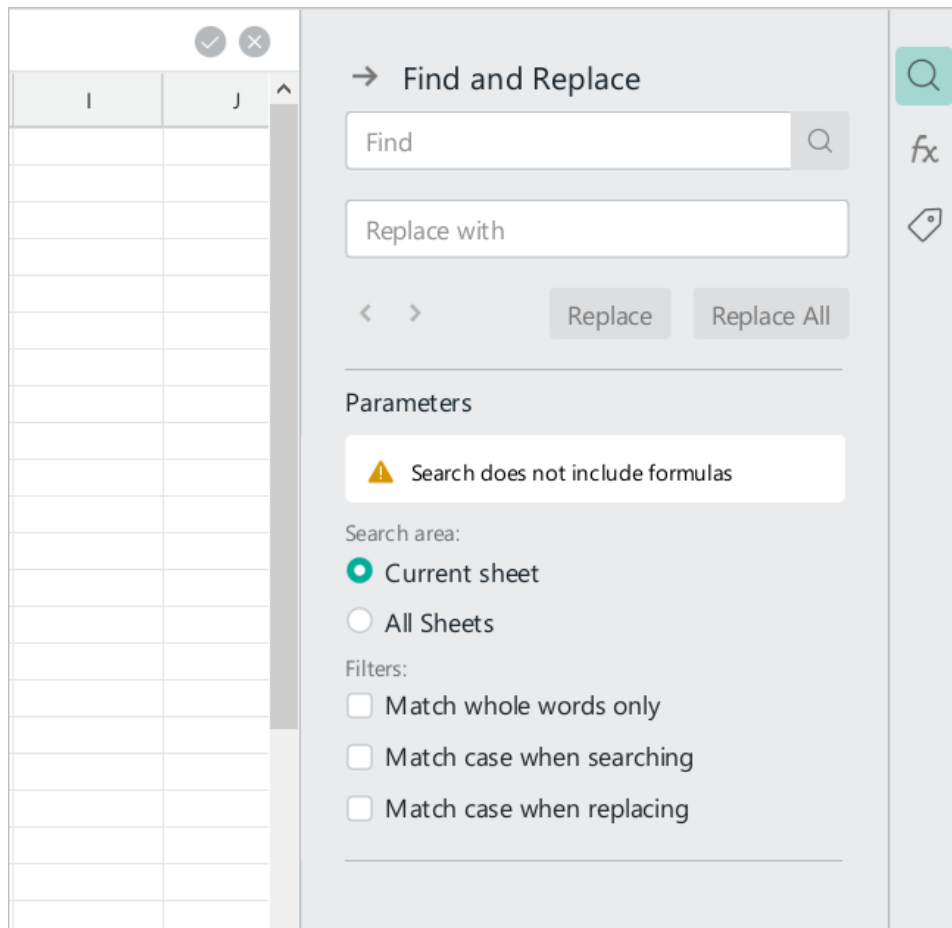 I J
Find and Replace
Find
Replace with
Replace Replace All
Parameters
Search does not include formulas
Search area:
Current sheet
All Sheets
Filters:
Match whole words only
Match case when searching
Match case when replacing
fx